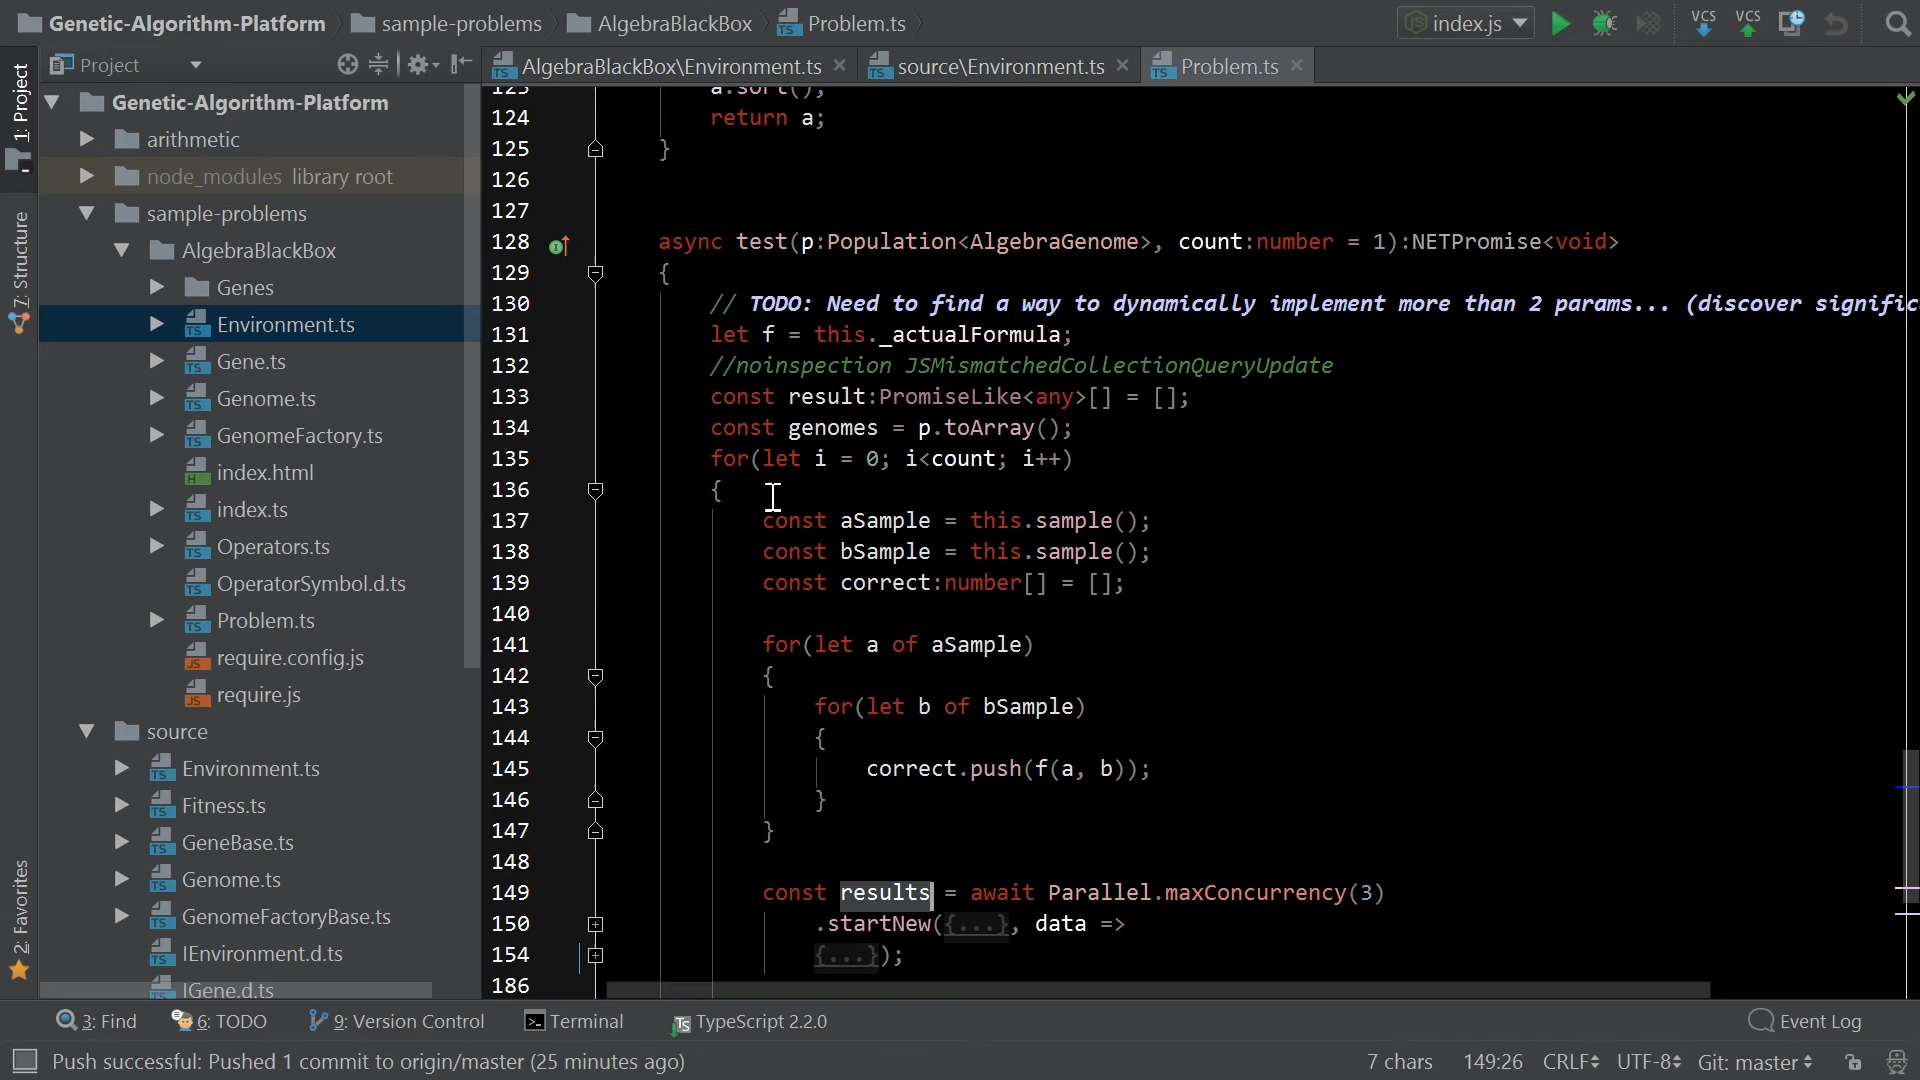 Genetic-Algorithm-Platform sample-problems AlgebraBlackBox Problem.ts index.js VCS VCS
Project AlgebraBlackBox\Environment.ts source\Environment.ts Problem.ts
1: Project
7: Structure
2: Favorites
Genetic-Algorithm-Platform
arithmetic
node_modules library root
sample-problems
AlgebraBlackBox
Genes
Environment.ts
Gene.ts
Genome.ts
GenomeFactory.ts
index.html
index.ts
Operators.ts
OperatorSymbol.d.ts
Problem.ts
require.config.js
require.js
source
Environment.ts
Fitness.ts
GeneBase.ts
Genome.ts
GenomeFactoryBase.ts
IEnvironment.d.ts
IGene.d.ts
123 a.sort();
124 return a;
125 }
126
127
128 async test(p:Population<AlgebraGenome>, count:number = 1):NETPromise<void>
129 {
130 // TODO: Need to find a way to dynamically implement more than 2 params... (discover signific
131 let f = this._actualFormula;
132 //noinspection JSMismatchedCollectionQueryUpdate
133 const result:PromiseLike<any>[] = [];
134 const genomes = p.toArray();
135 for(let i = 0; i<count; i++)
136 {
137 const aSample = this.sample();
138 const bSample = this.sample();
139 const correct:number[] = [];
140
141 for(let a of aSample)
142 {
143 for(let b of bSample)
144 {
145 correct.push(f(a, b));
146 }
147 }
148
149 const results = await Parallel.maxConcurrency(3)
150 .startNew({...}, data =>
154 {...});
186
3: Find 6: TODO 9: Version Control Terminal TypeScript 2.2.0 Event Log
Push successful: Pushed 1 commit to origin/master (25 minutes ago) 7 chars 149:26 CRLF UTF-8 Git: master